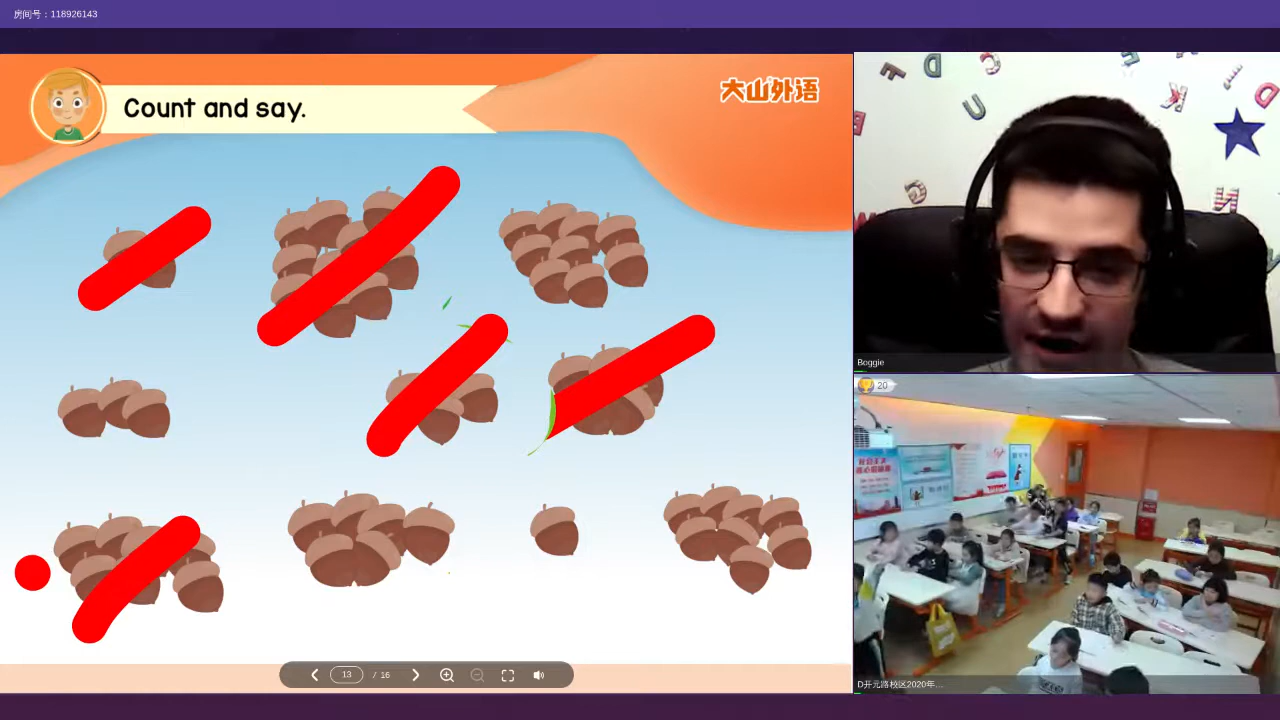 房间号：118926143
Count and say.
大山外语
Boggie
20
13 / 16
D开元路校区2020年...